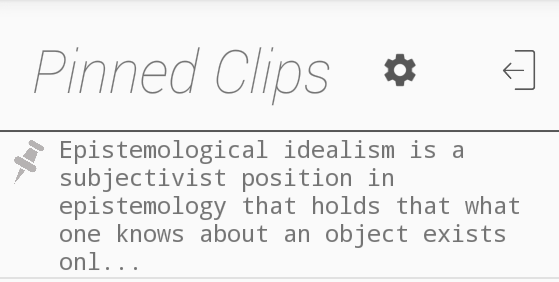 Pinned Clips
Epistemological idealism is a
subjectivist position in
epistemology that holds that what
one knows about an object exists
onl...